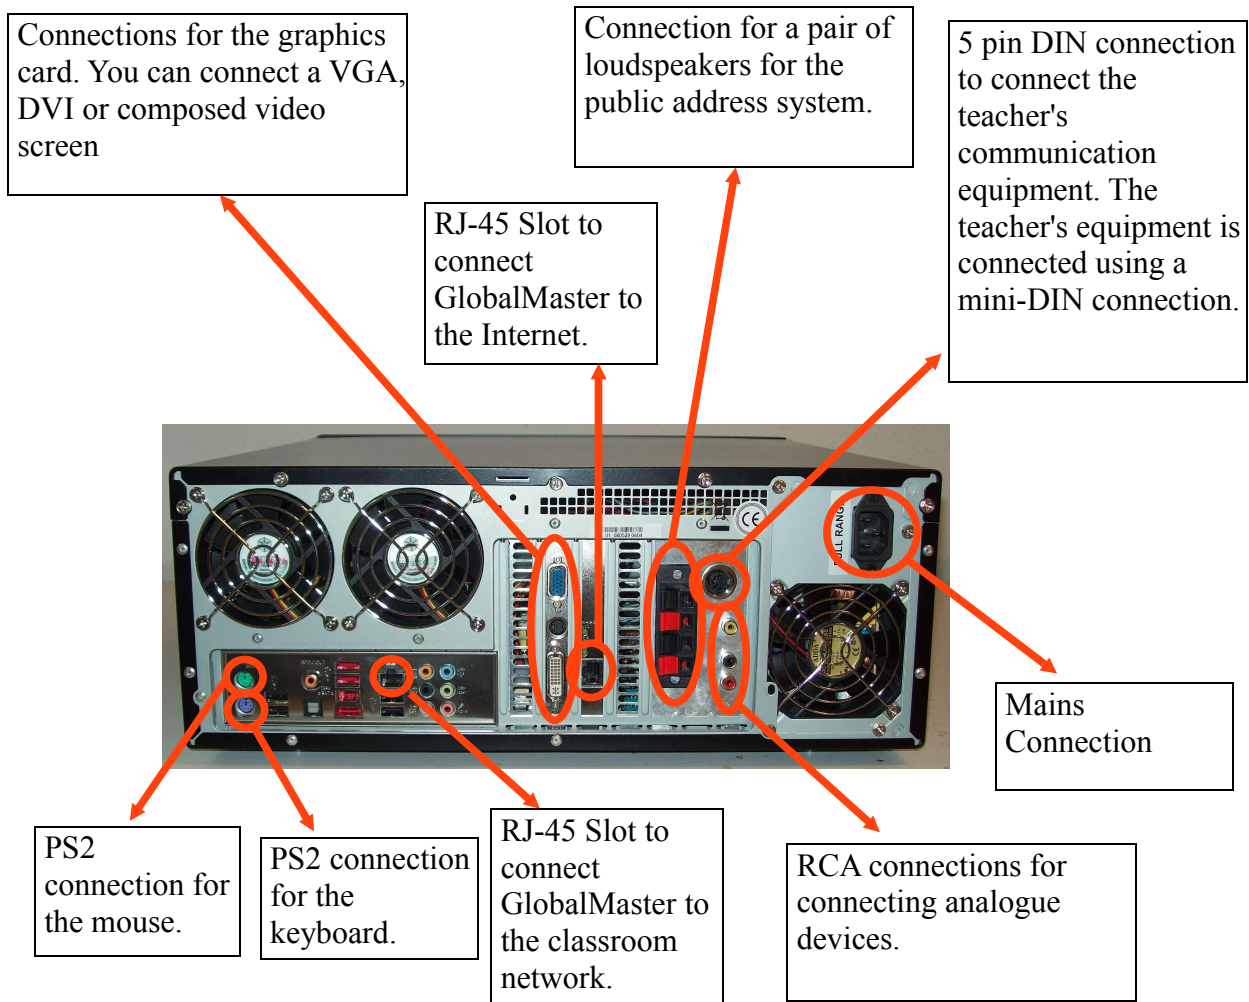 Connections for the graphics
card. You can connect a VGA,
DVI or composed video
screen
Connection for a pair of
loudspeakers for the
public address system.
5 pin DIN connection
to connect the
teacher's
communication
equipment. The
teacher's equipment is
connected using a
mini-DIN connection.
RJ-45 Slot to
connect
GlobalMaster to
the Internet.
FULL RANGE
CE
Mains
Connection
PS2
connection for
the mouse.
PS2 connection
for the
keyboard.
RJ-45 Slot to
connect
GlobalMaster to
the classroom
network.
RCA connections for
connecting analogue
devices.